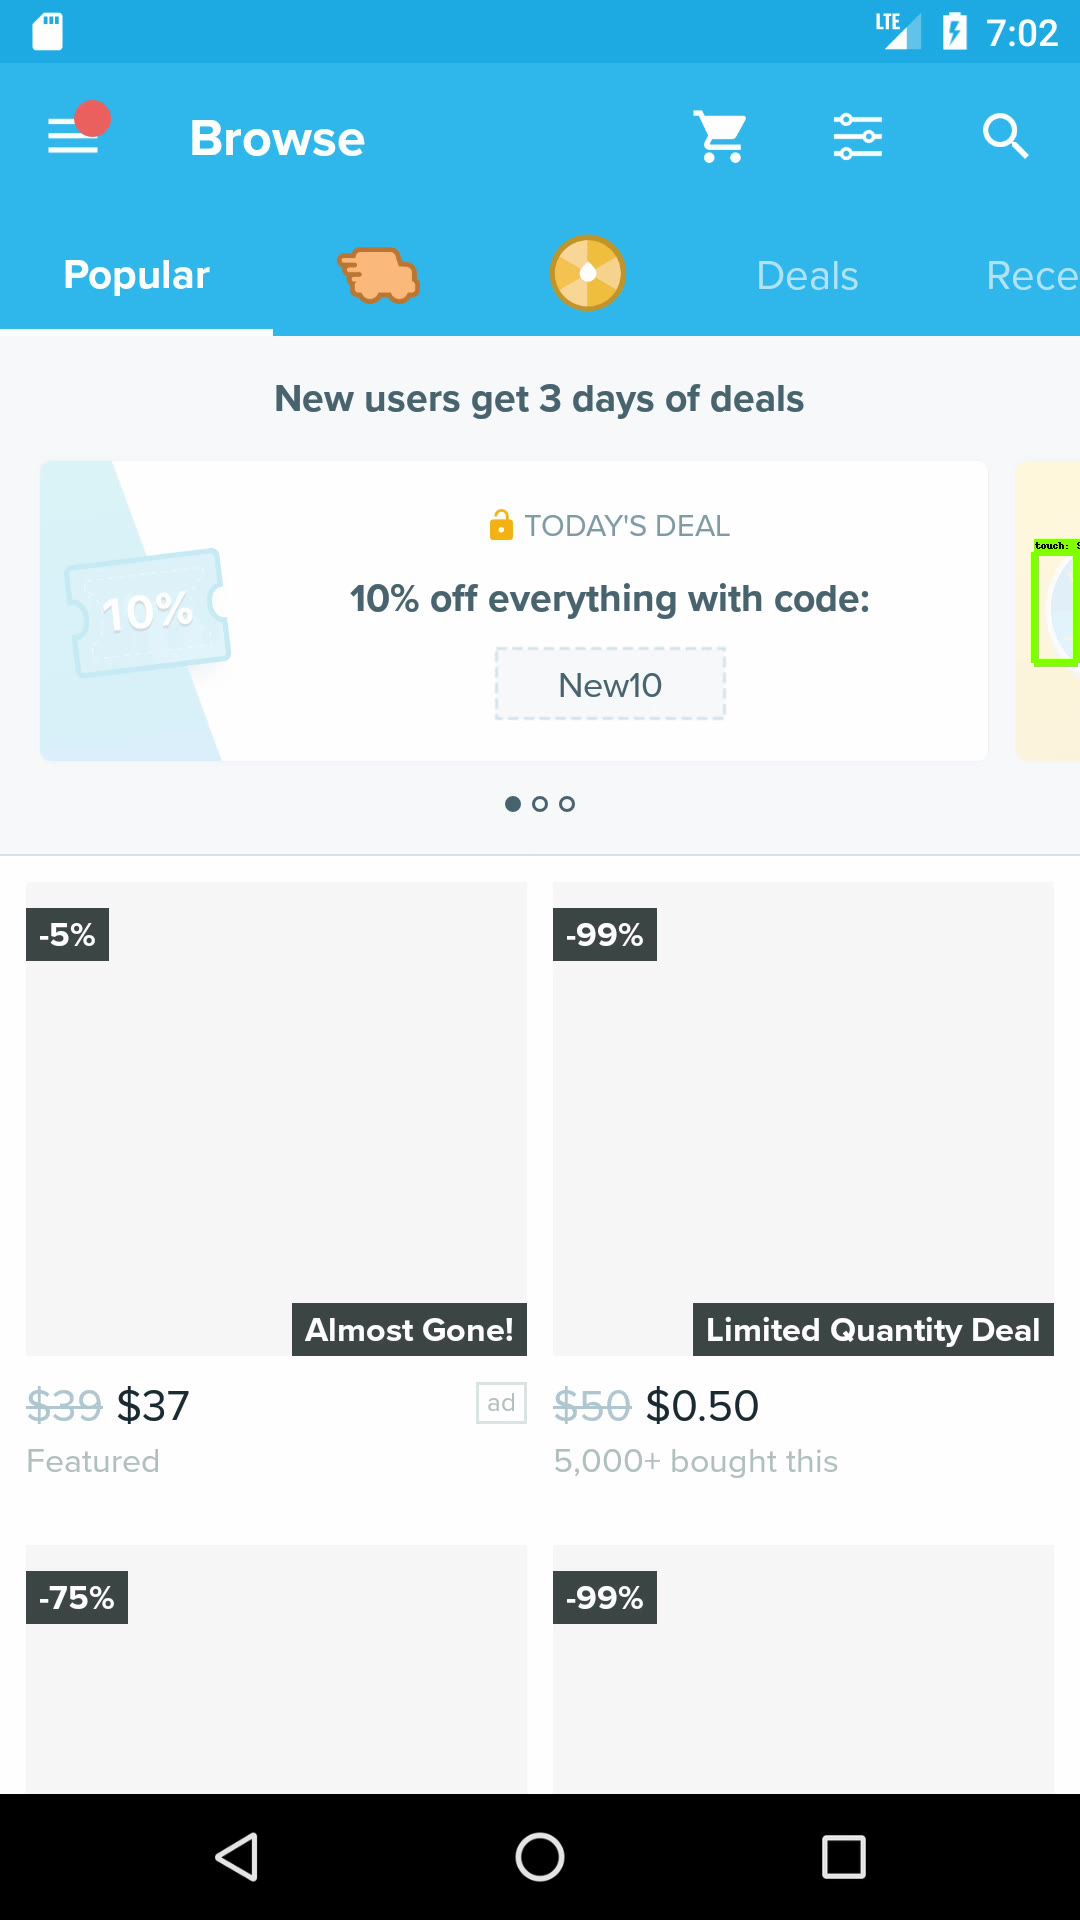 LTE 7:02
Browse
Popular Deals Rece
New users get 3 days of deals
TODAY'S DEAL
10%
10% off everything with code:
New10
touch:
-5% -99%
Almost Gone! Limited Quantity Deal
$39 $37 ad $50 $0.50
Featured 5,000+ bought this
-75% -99%